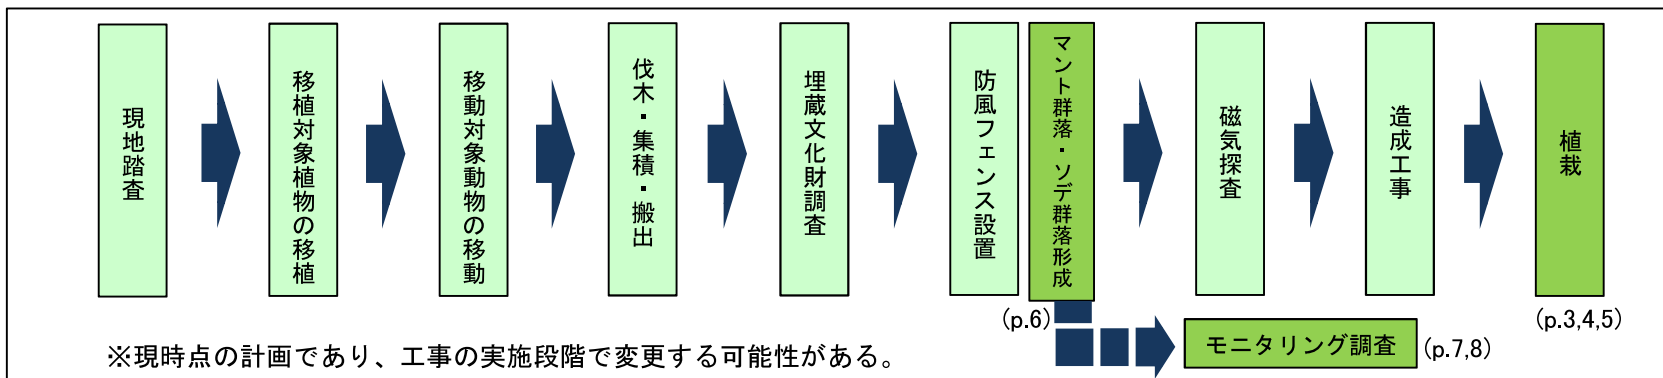 現地踏査
移植対象植物の移植
移動対象動物の移動
伐木・集積・搬出
埋蔵文化財調査
防風フェンス設置
マント群落・ソデ群落形成
磁気探査
造成工事
植栽
(p.6)
(p.3,4,5)
モニタリング調査
(p.7,8)
※現時点の計画であり、工事の実施段階で変更する可能性がある。